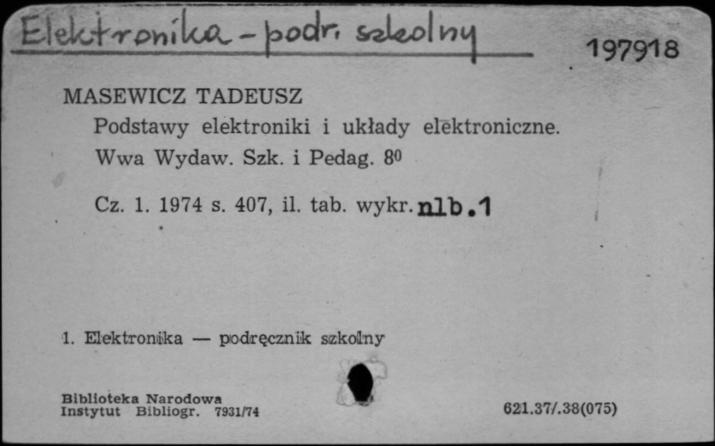 Elektronika - podr. szkolny
197918
MASEWICZ TADEUSZ
Podstawy elektroniki i układy elektroniczne.
Wwa Wydaw. Szk. i Pedag. 8⁰
Cz. 1. 1974 s. 407, il. tab. wykr. nlb.1
1. Elektronika — podręcznik szkolny
Biblioteka Narodowa
Instytut Bibliogr. 7931/74
621.37/.38(075)